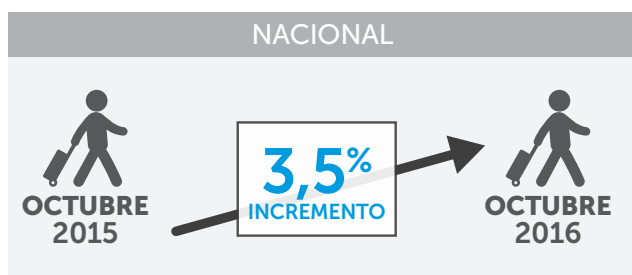 NACIONAL
OCTUBRE
2015
3,5%
INCREMENTO
OCTUBRE
2016